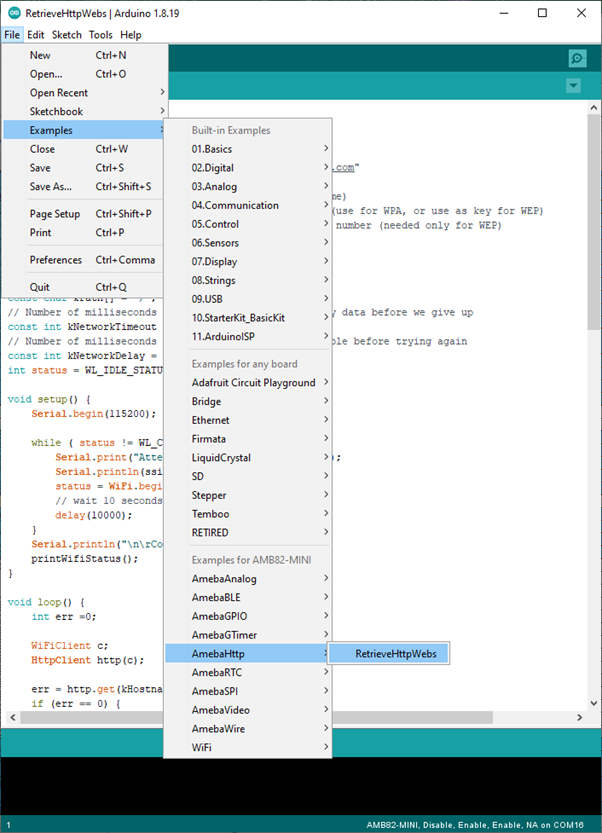 RetrieveHttpWebs | Arduino 1.8.19
File Edit Sketch Tools Help
New Ctrl+N
Open... Ctrl+O
Open Recent
Sketchbook
Examples
Close Ctrl+W
Save Ctrl+S
Save As... Ctrl+Shift+S
Page Setup Ctrl+Shift+P
Print Ctrl+P
Preferences Ctrl+Comma
Quit Ctrl+Q
Built-in Examples
01.Basics
02.Digital
03.Analog
04.Communication
05.Control
06.Sensors
07.Display
08.Strings
09.USB
10.StarterKit_BasicKit
11.ArduinoISP
Examples for any board
Adafruit Circuit Playground
Bridge
Ethernet
Firmata
LiquidCrystal
SD
Stepper
Temboo
RETIRED
Examples for AMB82-MINI
AmebaAnalog
AmebaBLE
AmebaGPIO
AmebaGTimer
AmebaHttp
AmebaRTC
AmebaSPI
AmebaVideo
AmebaWire
WiFi
RetrieveHttpWebs
.com"
me)
(use for WPA, or use as key for WEP)
number (needed only for WEP)
// Number of milliseconds y data before we give up
const int kNetworkTimeout
// Number of milliseconds ble before trying again
const int kNetworkDelay =
int status = WL_IDLE_STATU
void setup() {
Serial.begin(115200);
while ( status != WL_C
Serial.print("Atte );
Serial.println(ssi
status = WiFi.begi
// wait 10 seconds
delay(10000);
}
Serial.println("\n\rCo
printWifiStatus();
}
void loop() {
int err =0;
WiFiClient c;
HttpClient http(c);
err = http.get(kHostna
if (err == 0) {
1 AMB82-MINI, Disable, Enable, Enable, NA on COM16